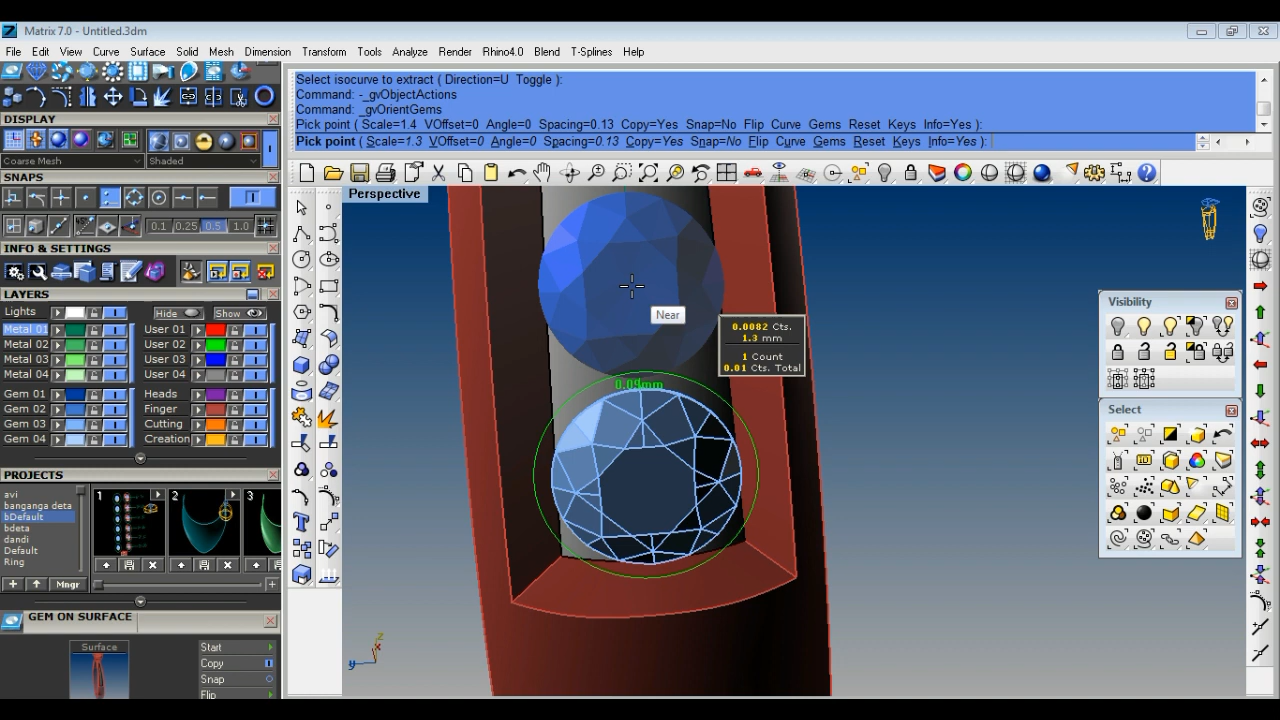 Matrix 7.0 - Untitled.3dm
File Edit View Curve Surface Solid Mesh Dimension Transform Tools Analyze Render Rhino4.0 Blend T-Splines Help
Select isocurve to extract ( Direction=U Toggle ):
Command: -_gvObjectActions
Command: _gvOrientGems
Pick point ( Scale=1.4 VOffset=0 Angle=0 Spacing=0.13 Copy=Yes Snap=No Flip Curve Gems Reset Keys Info=Yes ):
Pick point ( Scale=1.3 VOffset=0 Angle=0 Spacing=0.13 Copy=Yes Snap=No Flip Curve Gems Reset Keys Info=Yes ):
DISPLAY
Coarse Mesh Shaded
SNAPS
0.1 0.25 0.5 1.0
INFO & SETTINGS
LAYERS
Lights Hide Show
Metal 01 User 01
Metal 02 User 02
Metal 03 User 03
Metal 04 User 04
Gem 01 Heads
Gem 02 Finger
Gem 03 Cutting
Gem 04 Creation
PROJECTS
avi
banganga deta
bDefault
bdeta
dandi
Default
Ring
1 2 3
+ Mngr +
GEM ON SURFACE
Surface
Start
Copy
Snap
Flip
Perspective
Near
0.0082 Cts.
1.3 mm
1 Count
0.01 Cts. Total
0.09mm
z
x
y
Visibility
Select